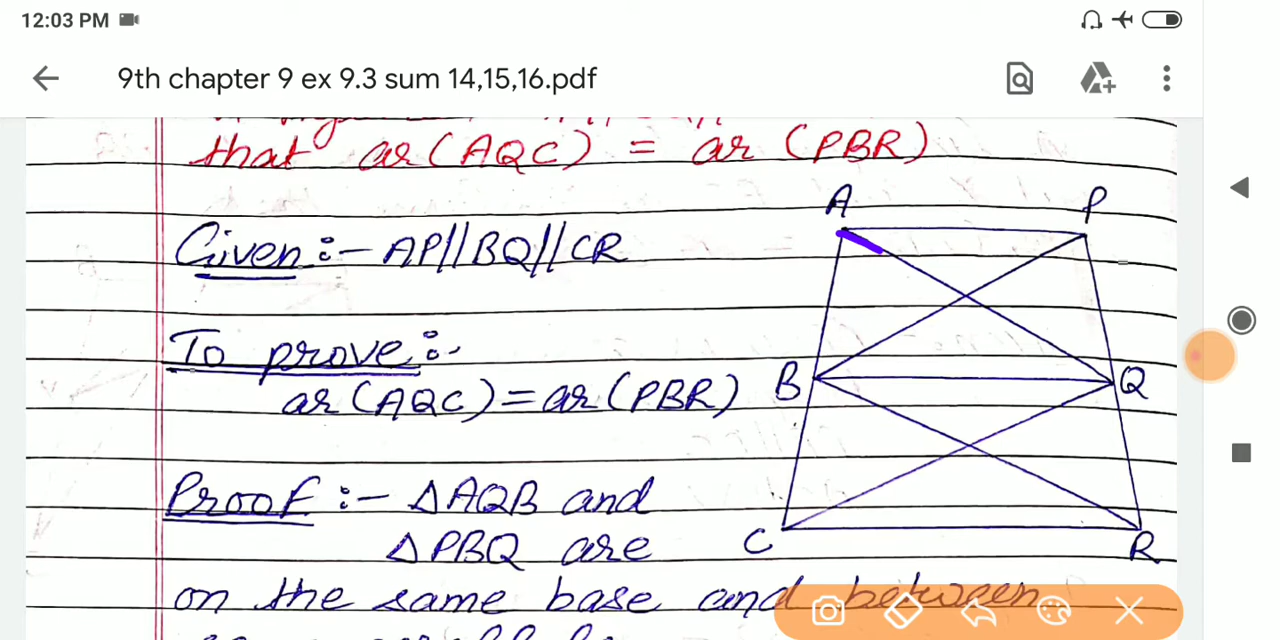 12:03 PM
9th chapter 9 ex 9.3 sum 14,15,16.pdf
that ar (AQC) = ar (PBR)
Given :- AP||BQ||CR
To prove :-
ar (AQC) = ar (PBR)
Proof :- △AQB and
△PBQ are
on the same base and between
A
P
B
Q
C
R